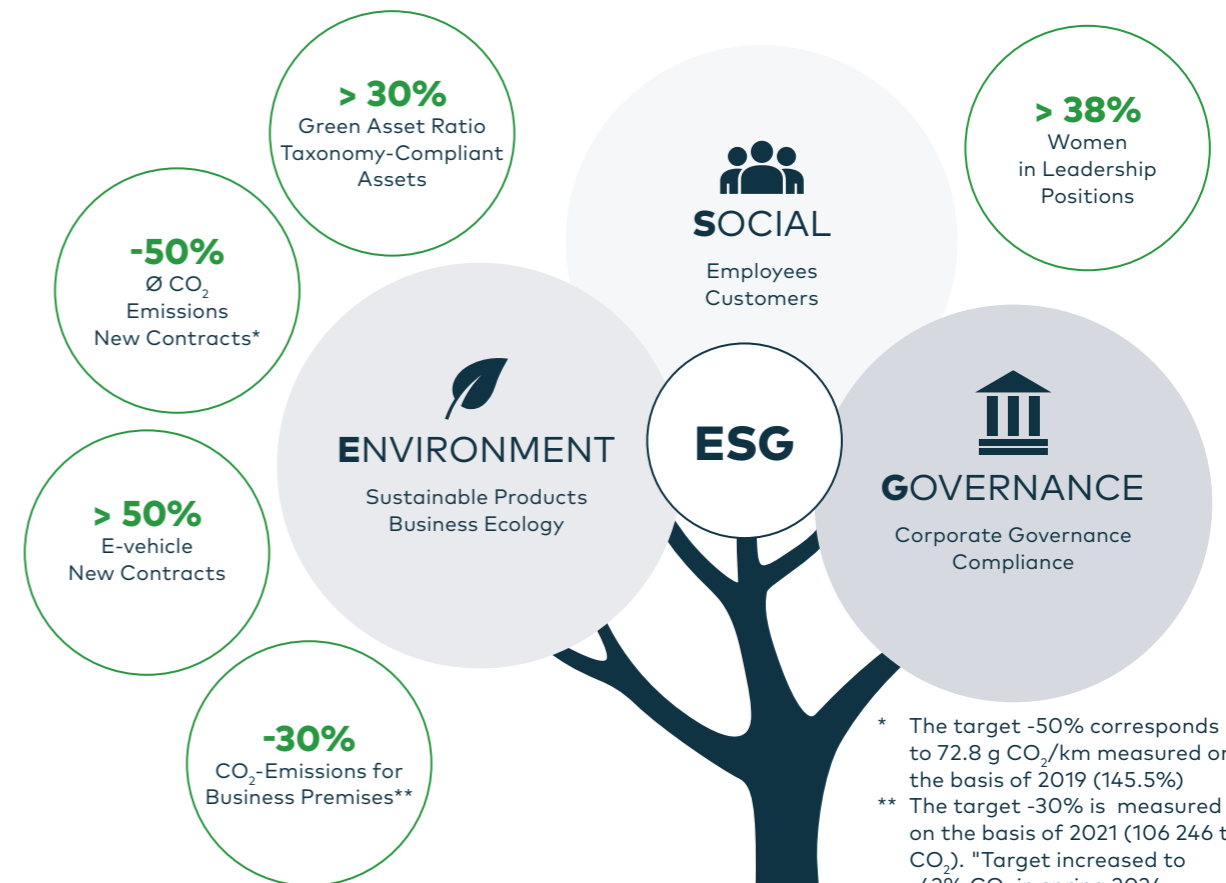 > 30%
Green Asset Ratio
Taxonomy-Compliant
Assets
> 38%
Women
in Leadership
Positions
-50%
Ø CO₂
Emissions
New Contracts*
SOCIAL
Employees
Customers
ENVIRONMENT
Sustainable Products
Business Ecology
ESG
GOVERNANCE
Corporate Governance
Compliance
> 50%
E-vehicle
New Contracts
-30%
CO₂-Emissions for
Business Premises**
* The target -50% corresponds
to 72.8 g CO₂/km measured on
the basis of 2019 (145.5%)
** The target -30% is measured
on the basis of 2021 (106 246 t
CO₂). "Target increased to